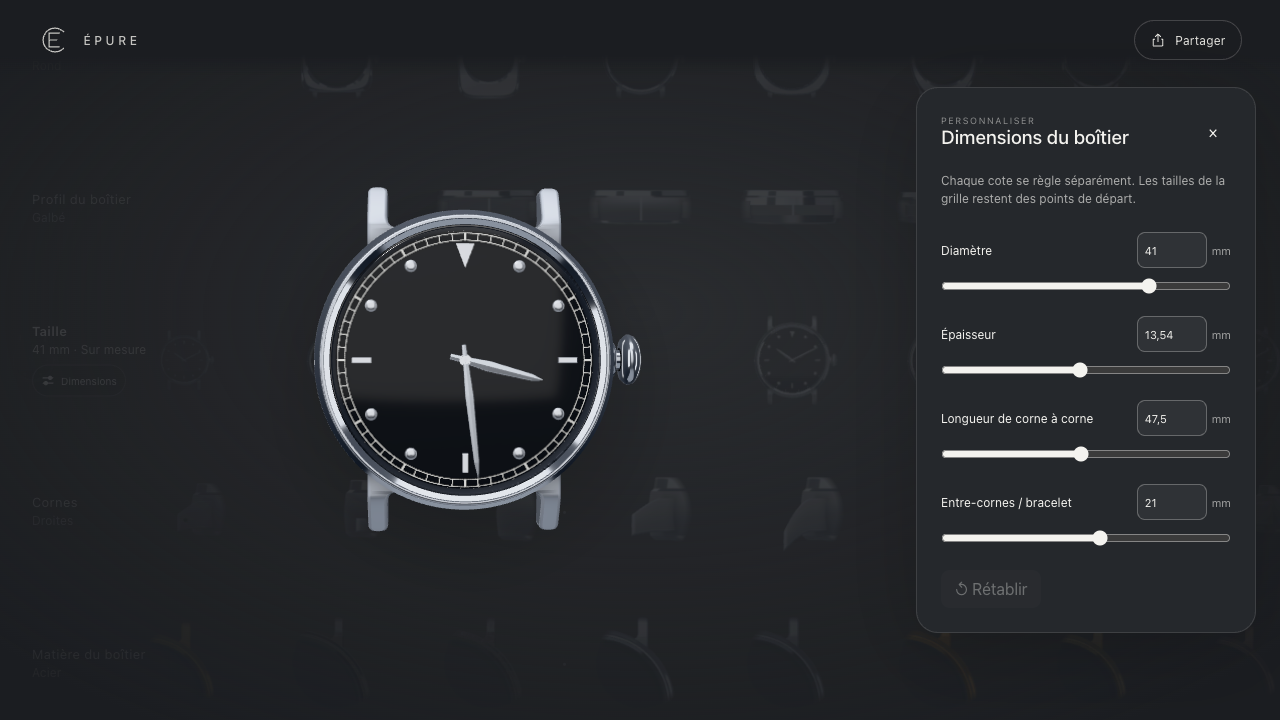 ÉPURE
Partager
PERSONNALISER
Dimensions du boîtier
Chaque cote se règle séparément. Les tailles de la
grille restent des points de départ.
Diamètre
41 mm
Épaisseur
13,54 mm
Longueur de corne à corne
47,5 mm
Entre-cornes / bracelet
21 mm
Rétablir
Profil du boîtier
Galbé
Taille
41 mm · Sur mesure
Dimensions
Cornes
Droites
Matière du boîtier
Acier